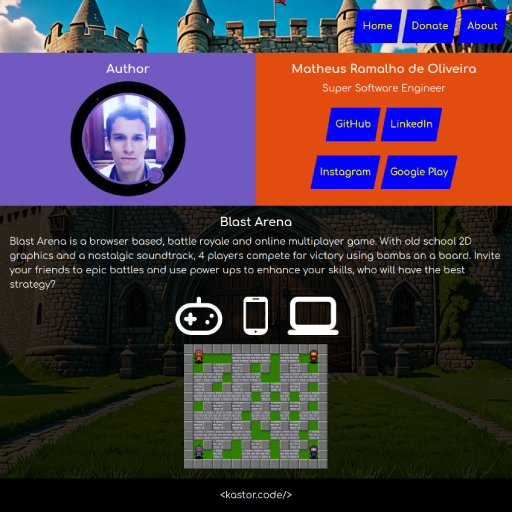 Home Donate About
Author
Matheus Ramalho de Oliveira
Super Software Engineer
GitHub LinkedIn
Instagram Google Play
Blast Arena
Blast Arena is a browser based, battle royale and online multiplayer game. With old school 2D
graphics and a nostalgic soundtrack, 4 players compete for victory using bombs on a board. Invite
your friends to epic battles and use power ups to enhance your skills, who will have the best
strategy?
<kastor.code/>